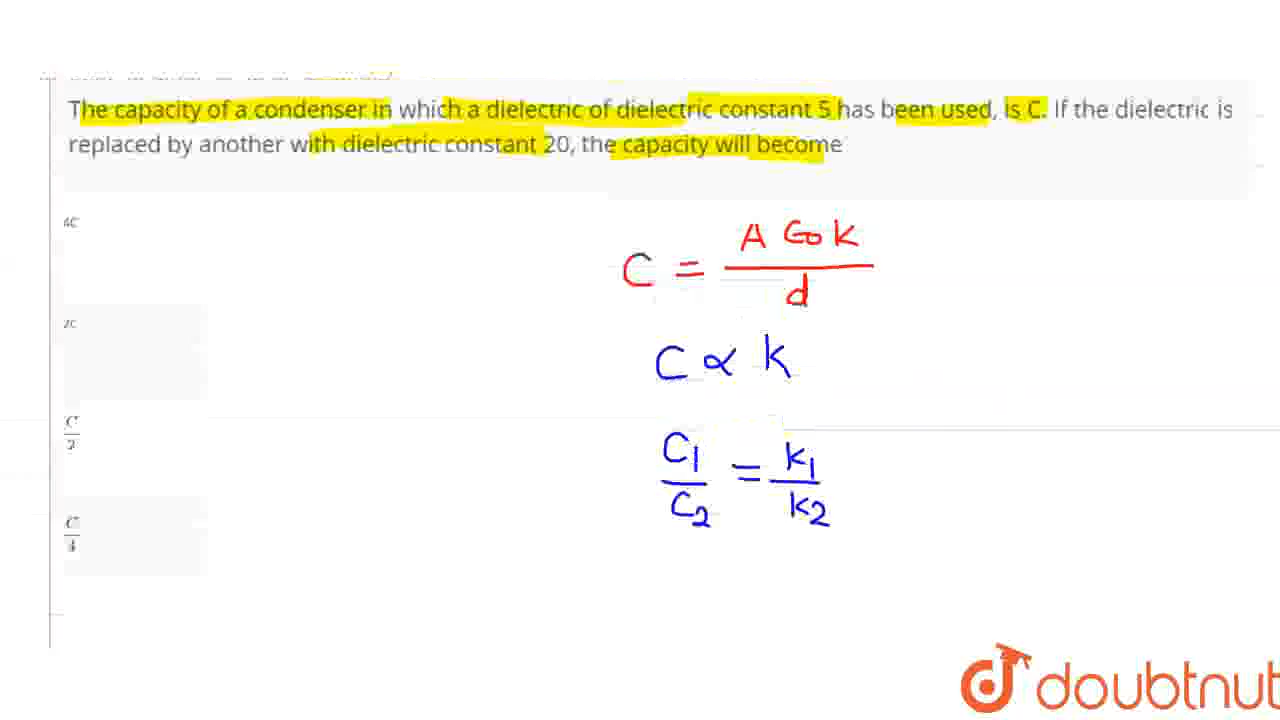 The capacity of a condenser in which a dielectric of dielectric constant 5 has been used, is C. If the dielectric is
replaced by another with dielectric constant 20, the capacity will become
4C
2C
C/2
C/4
C = A ϵ₀ K / d
C ∝ K
C₁/C₂ = K₁/K₂
doubtnut